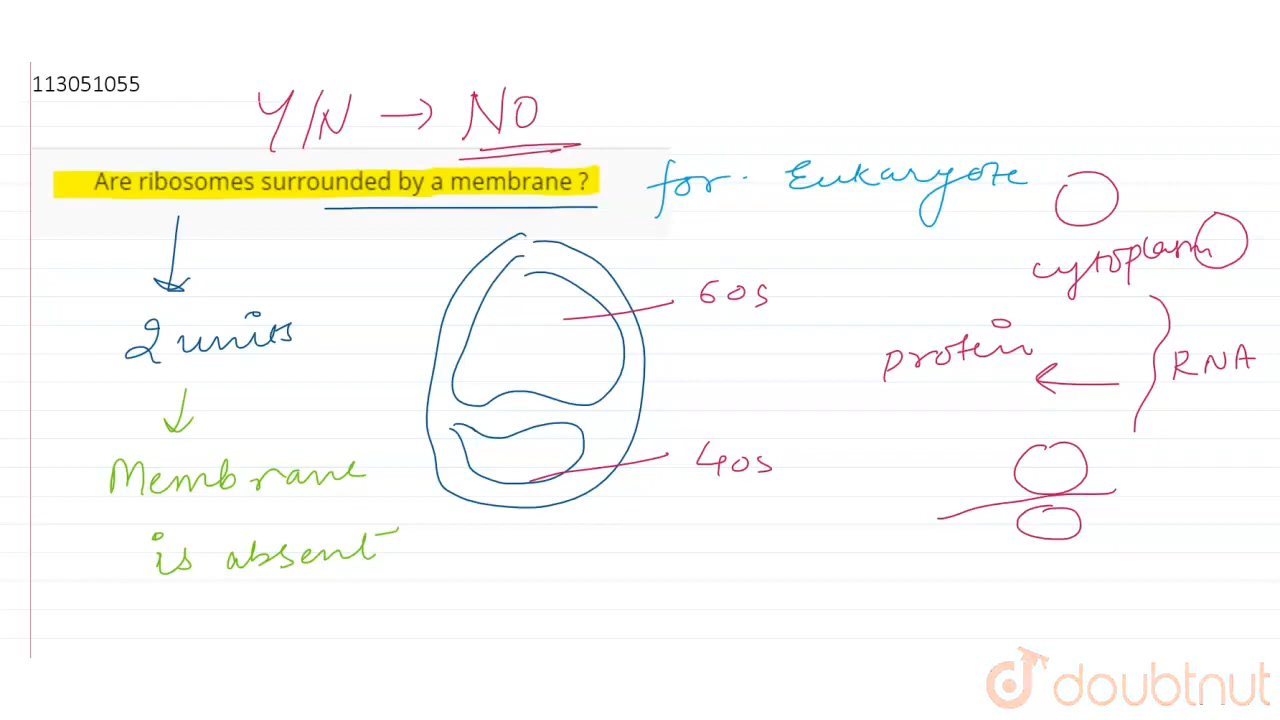 113051055
Y/N → NO
Are ribosomes surrounded by a membrane ?
for. Eukaryote
cytoplasm
60s
2 units
protein ← RNA
40s
Membrane
is absent
doubtnut